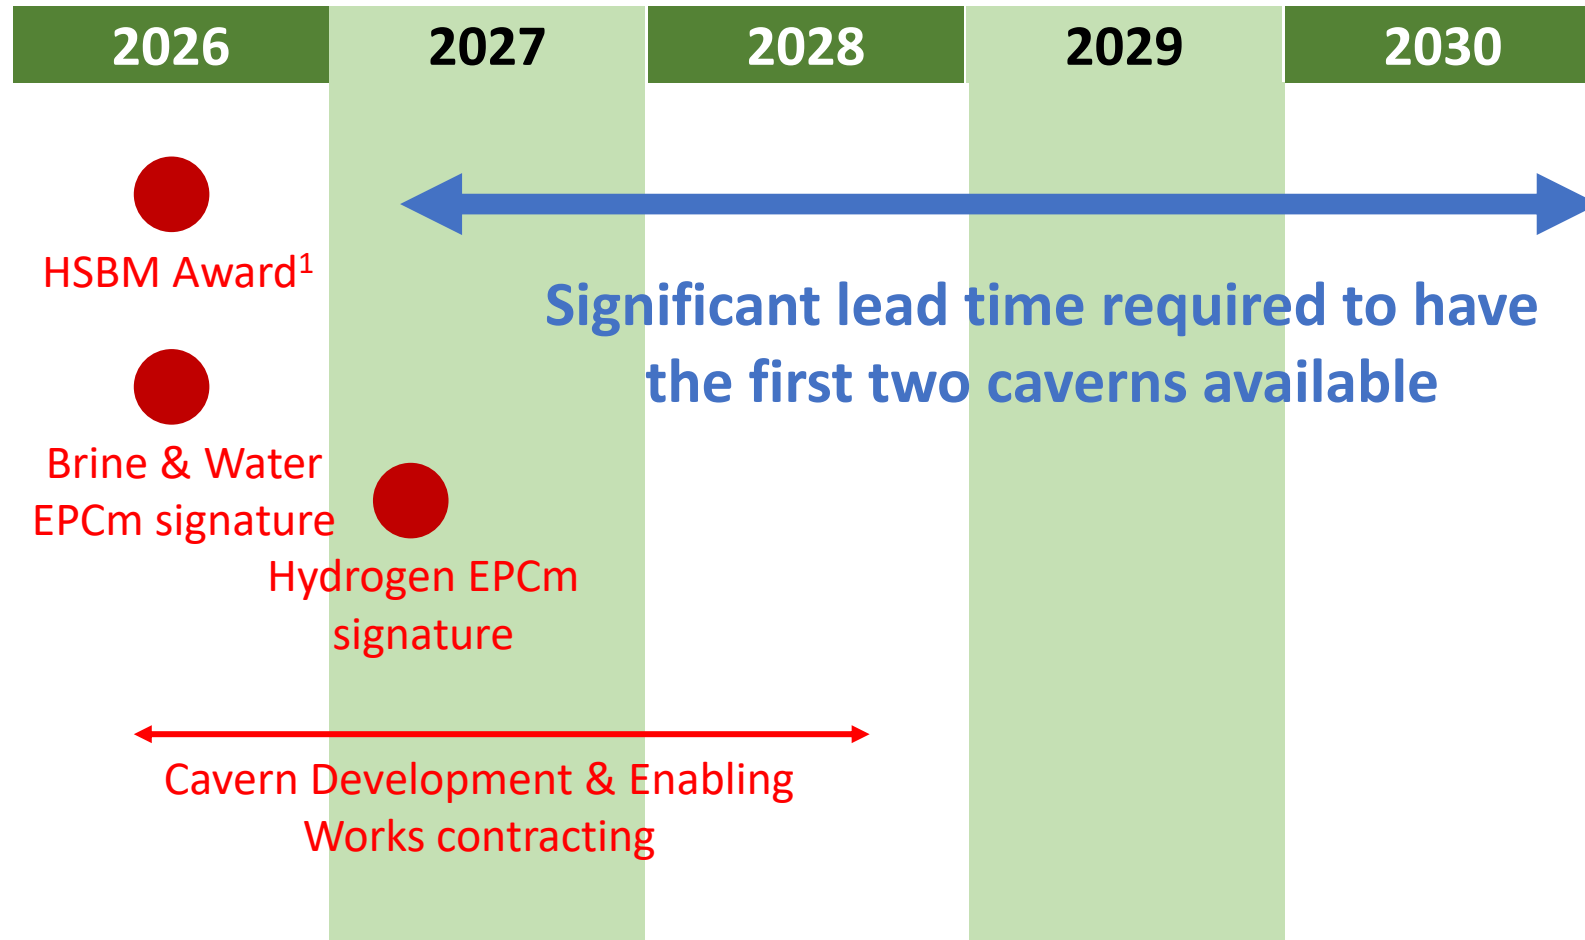 2026 2027 2028 2029 2030
HSBM Award¹
Significant lead time required to have
the first two caverns available
Brine & Water
EPCm signature
Hydrogen EPCm
signature
Cavern Development & Enabling
Works contracting